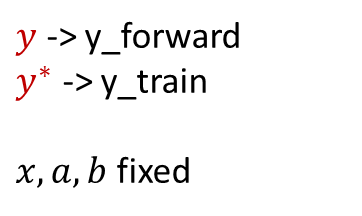 y -> y_forward
y* -> y_train
x, a, b fixed